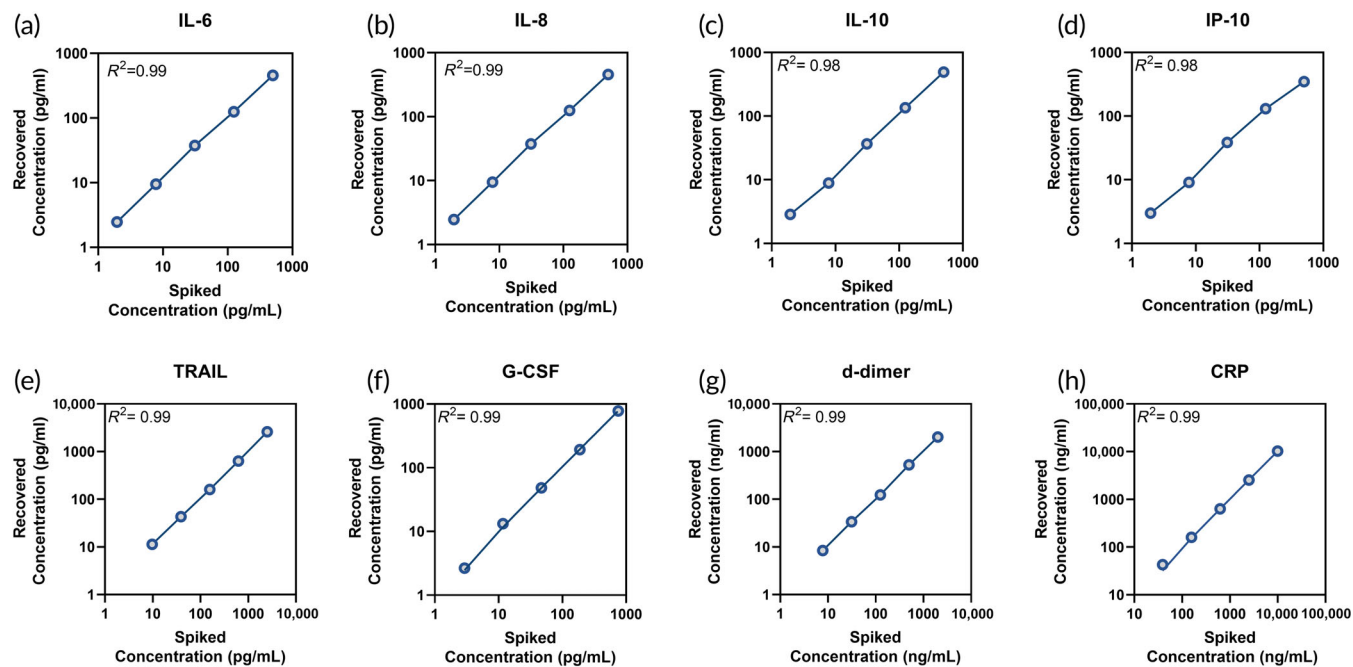 (a) IL-6
R²=0.99
1000
100
10
1
Recovered
Concentration (pg/ml)
1 10 100 1000
Spiked
Concentration (pg/mL)
(b) IL-8
R²=0.99
1000
100
10
1
Recovered
Concentration (pg/ml)
1 10 100 1000
Spiked
Concentration (pg/mL)
(c) IL-10
R²= 0.98
1000
100
10
1
Recovered
Concentration (pg/ml)
1 10 100 1000
Spiked
Concentration (pg/mL)
(d) IP-10
R²= 0.98
1000
100
10
1
Recovered
Concentration (pg/ml)
1 10 100 1000
Spiked
Concentration (pg/mL)
(e) TRAIL
R²= 0.99
10,000
1000
100
10
1
Recovered
Concentration (pg/ml)
1 10 100 1000 10,000
Spiked
Concentration (pg/mL)
(f) G-CSF
R²= 0.99
1000
100
10
1
Recovered
Concentration (pg/ml)
1 10 100 1000
Spiked
Concentration (pg/mL)
(g) d-dimer
R²= 0.99
10,000
1000
100
10
1
Recovered
Concentration (ng/ml)
1 10 100 1000 10,000
Spiked
Concentration (ng/mL)
(h) CRP
R²= 0.99
100,000
10,000
1000
100
10
Recovered
Concentration (ng/ml)
10 100 1000 10,000 100,000
Spiked
Concentration (ng/mL)